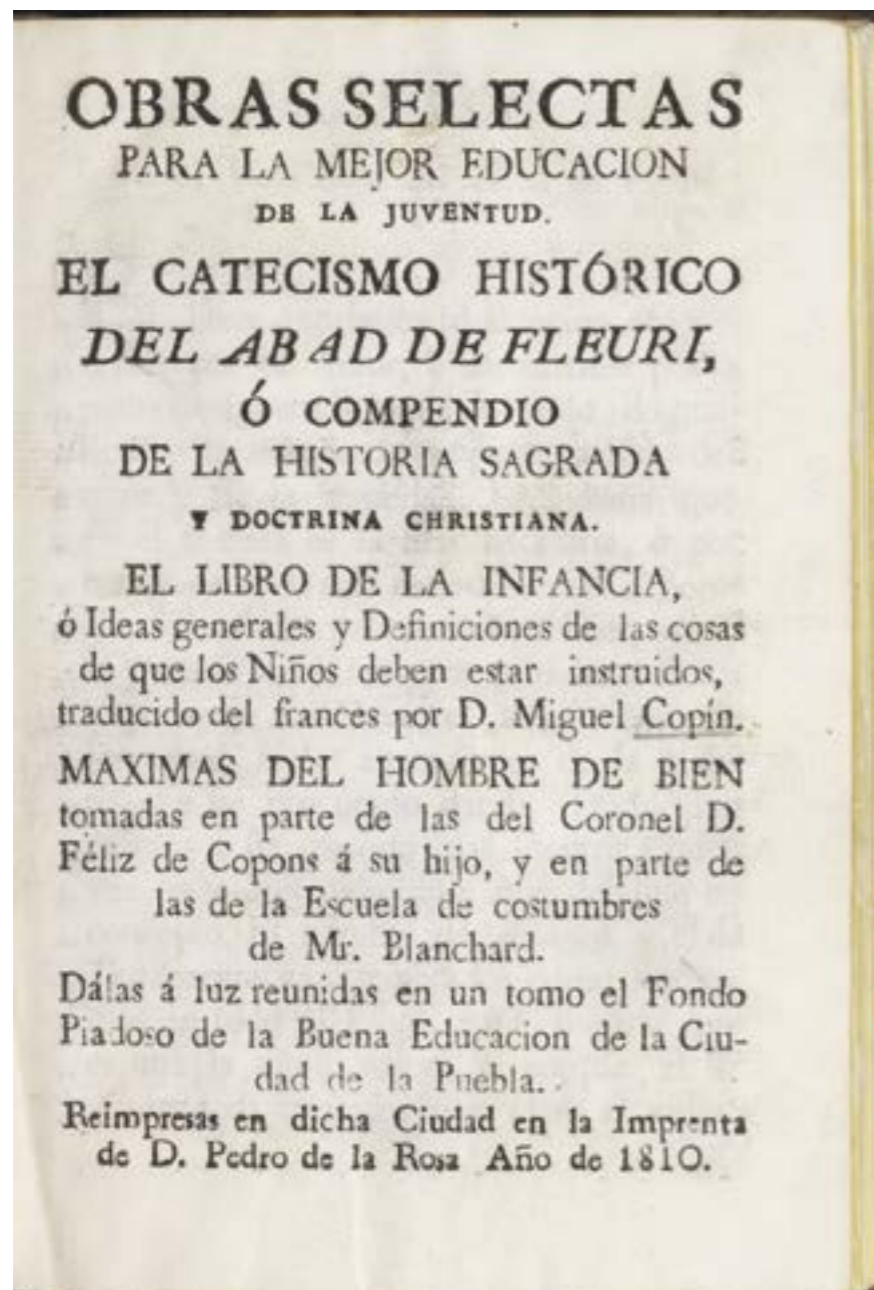 OBRAS SELECTAS
PARA LA MEJOR EDUCACION
DE LA JUVENTUD.
EL CATECISMO HISTÓRICO
DEL ABAD DE FLEURI,
Ó COMPENDIO
DE LA HISTORIA SAGRADA
Y DOCTRINA CHRISTIANA.
EL LIBRO DE LA INFANCIA,
ó Ideas generales y Definiciones de las cosas
de que los Niños deben estar instruidos,
traducido del frances por D. Miguel Copín.
MAXIMAS DEL HOMBRE DE BIEN
tomadas en parte de las del Coronel D.
Féliz de Copons á su hijo, y en parte de
las de la Escuela de costumbres
de Mr. Blanchard.
Dálas á luz reunidas en un tomo el Fondo
Piadoso de la Buena Educacion de la Ciu-
dad de la Puebla.
Reimpresas en dicha Ciudad en la Imprenta
de D. Pedro de la Rosa Año de 1810.